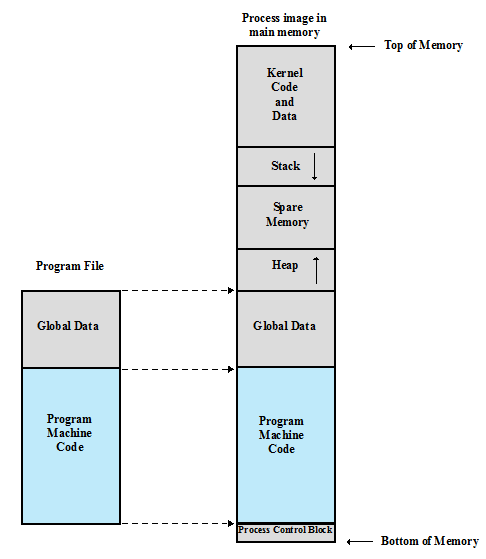 Process image in
main memory
Top of Memory
Kernel
Code
and
Data
Stack
Spare
Memory
Heap
Program File
Global Data
Global Data
Program
Machine
Code
Program
Machine
Code
Process Control Block
Bottom of Memory